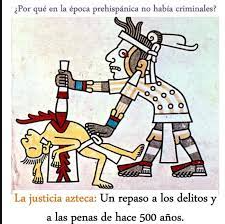 ¿Por qué en la época prehispánica no había criminales?
La justicia azteca: Un repaso a los delitos y
a las penas de hace 500 años.